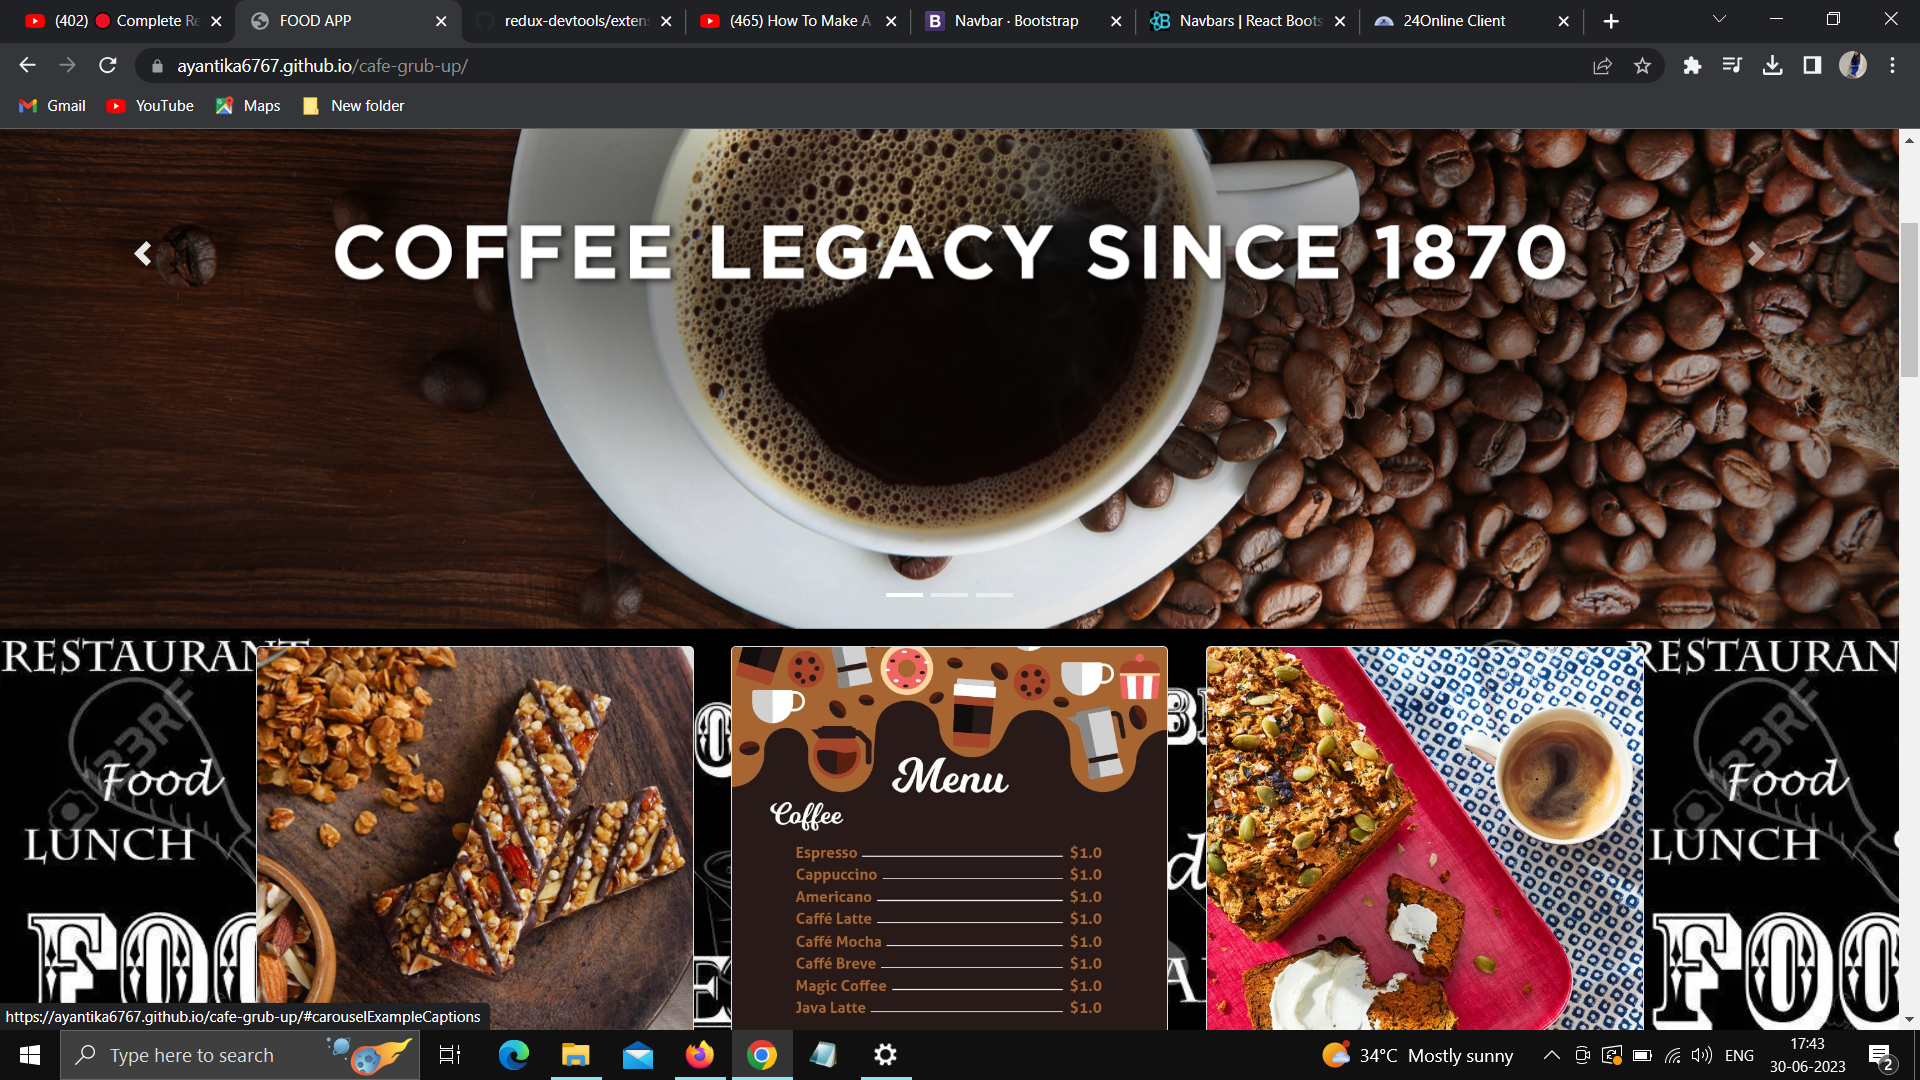 (402) 🔴 Complete Re
FOOD APP
redux-devtools/extens
(465) How To Make A
Navbar · Bootstrap
Navbars | React Boots
24Online Client
ayantika6767.github.io/cafe-grub-up/
Gmail
YouTube
Maps
New folder
COFFEE LEGACY SINCE 1870
RESTAURANT
Food
LUNCH
FOO
Menu
Coffee
Espresso $1.0
Cappuccino $1.0
Americano $1.0
Caffé Latte $1.0
Caffé Mocha $1.0
Caffé Breve $1.0
Magic Coffee $1.0
Java Latte $1.0
RESTAURAN
Food
LUNCH
FOO
https://ayantika6767.github.io/cafe-grub-up/#carouselExampleCaptions
Type here to search
34°C Mostly sunny
ENG
17:43
30-06-2023
2